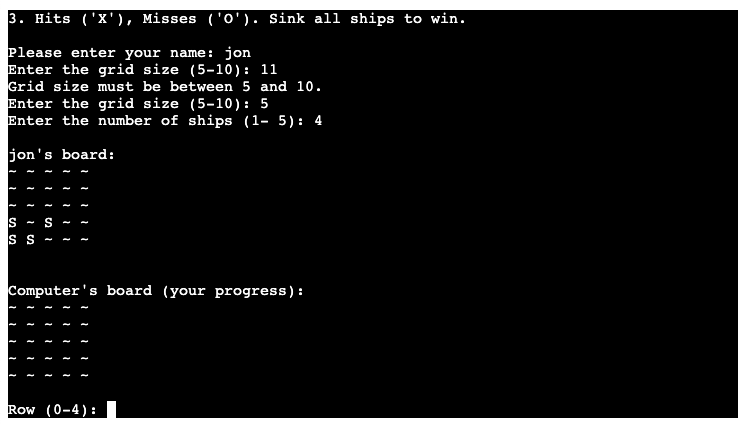 3. Hits ('X'), Misses ('O'). Sink all ships to win.
Please enter your name: jon
Enter the grid size (5-10): 11
Grid size must be between 5 and 10.
Enter the grid size (5-10): 5
Enter the number of ships (1- 5): 4
jon's board:
~ ~ ~ ~ ~
~ ~ ~ ~ ~
~ ~ ~ ~ ~
S ~ S ~ ~
S S ~ ~ ~
Computer's board (your progress):
~ ~ ~ ~ ~
~ ~ ~ ~ ~
~ ~ ~ ~ ~
~ ~ ~ ~ ~
~ ~ ~ ~ ~
Row (0-4):